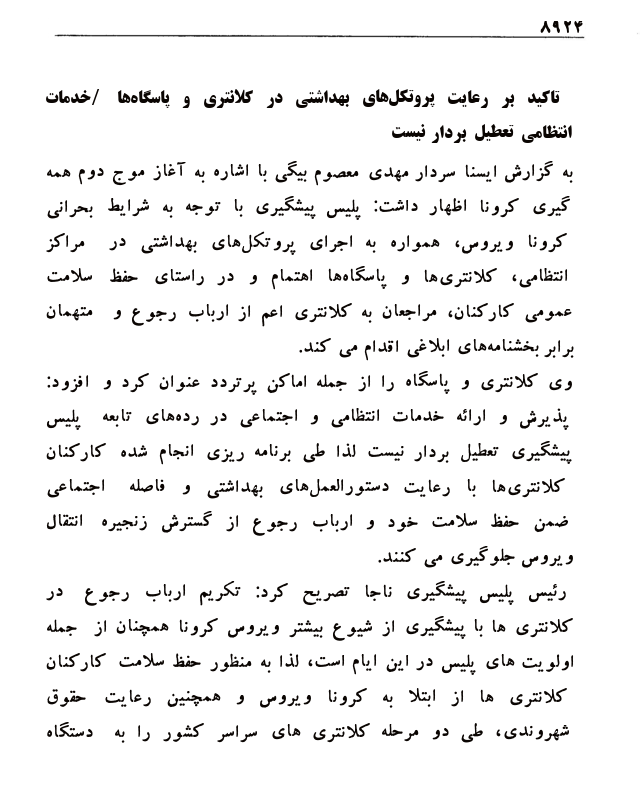 ۸۹۲۴
تاکید بر رعایت پروتکل‌های بهداشتی در کلانتری و پاسگاه‌ها /خدمات
انتظامی تعطیل بردار نیست
به گزارش ایسنا سردار مهدی معصوم بیگی با اشاره به آغاز موج دوم همه
گیری کرونا اظهار داشت: پلیس پیشگیری با توجه به شرایط بحرانی
کرونا ویروس، همواره به اجرای پروتکل‌های بهداشتی در مراکز
انتظامی، کلانتری‌ها و پاسگاه‌ها اهتمام و در راستای حفظ سلامت
عمومی کارکنان، مراجعان به کلانتری اعم از ارباب رجوع و متهمان
برابر بخشنامه‌های ابلاغی اقدام می کند.
وی کلانتری و پاسگاه را از جمله اماکن پرتردد عنوان کرد و افزود:
پذیرش و ارائه خدمات انتظامی و اجتماعی در رده‌های تابعه پلیس
پیشگیری تعطیل بردار نیست لذا طی برنامه ریزی انجام شده کارکنان
کلانتری‌ها با رعایت دستورالعمل‌های بهداشتی و فاصله اجتماعی
ضمن حفظ سلامت خود و ارباب رجوع از گسترش زنجیره انتقال
ویروس جلوگیری می کنند.
رئیس پلیس پیشگیری ناجا تصریح کرد: تکریم ارباب رجوع در
کلانتری ها با پیشگیری از شیوع بیشتر ویروس کرونا همچنان از جمله
اولویت های پلیس در این ایام است، لذا به منظور حفظ سلامت کارکنان
کلانتری ها از ابتلا به کرونا ویروس و همچنین رعایت حقوق
شهروندی، طی دو مرحله کلانتری های سراسر کشور را به دستگاه